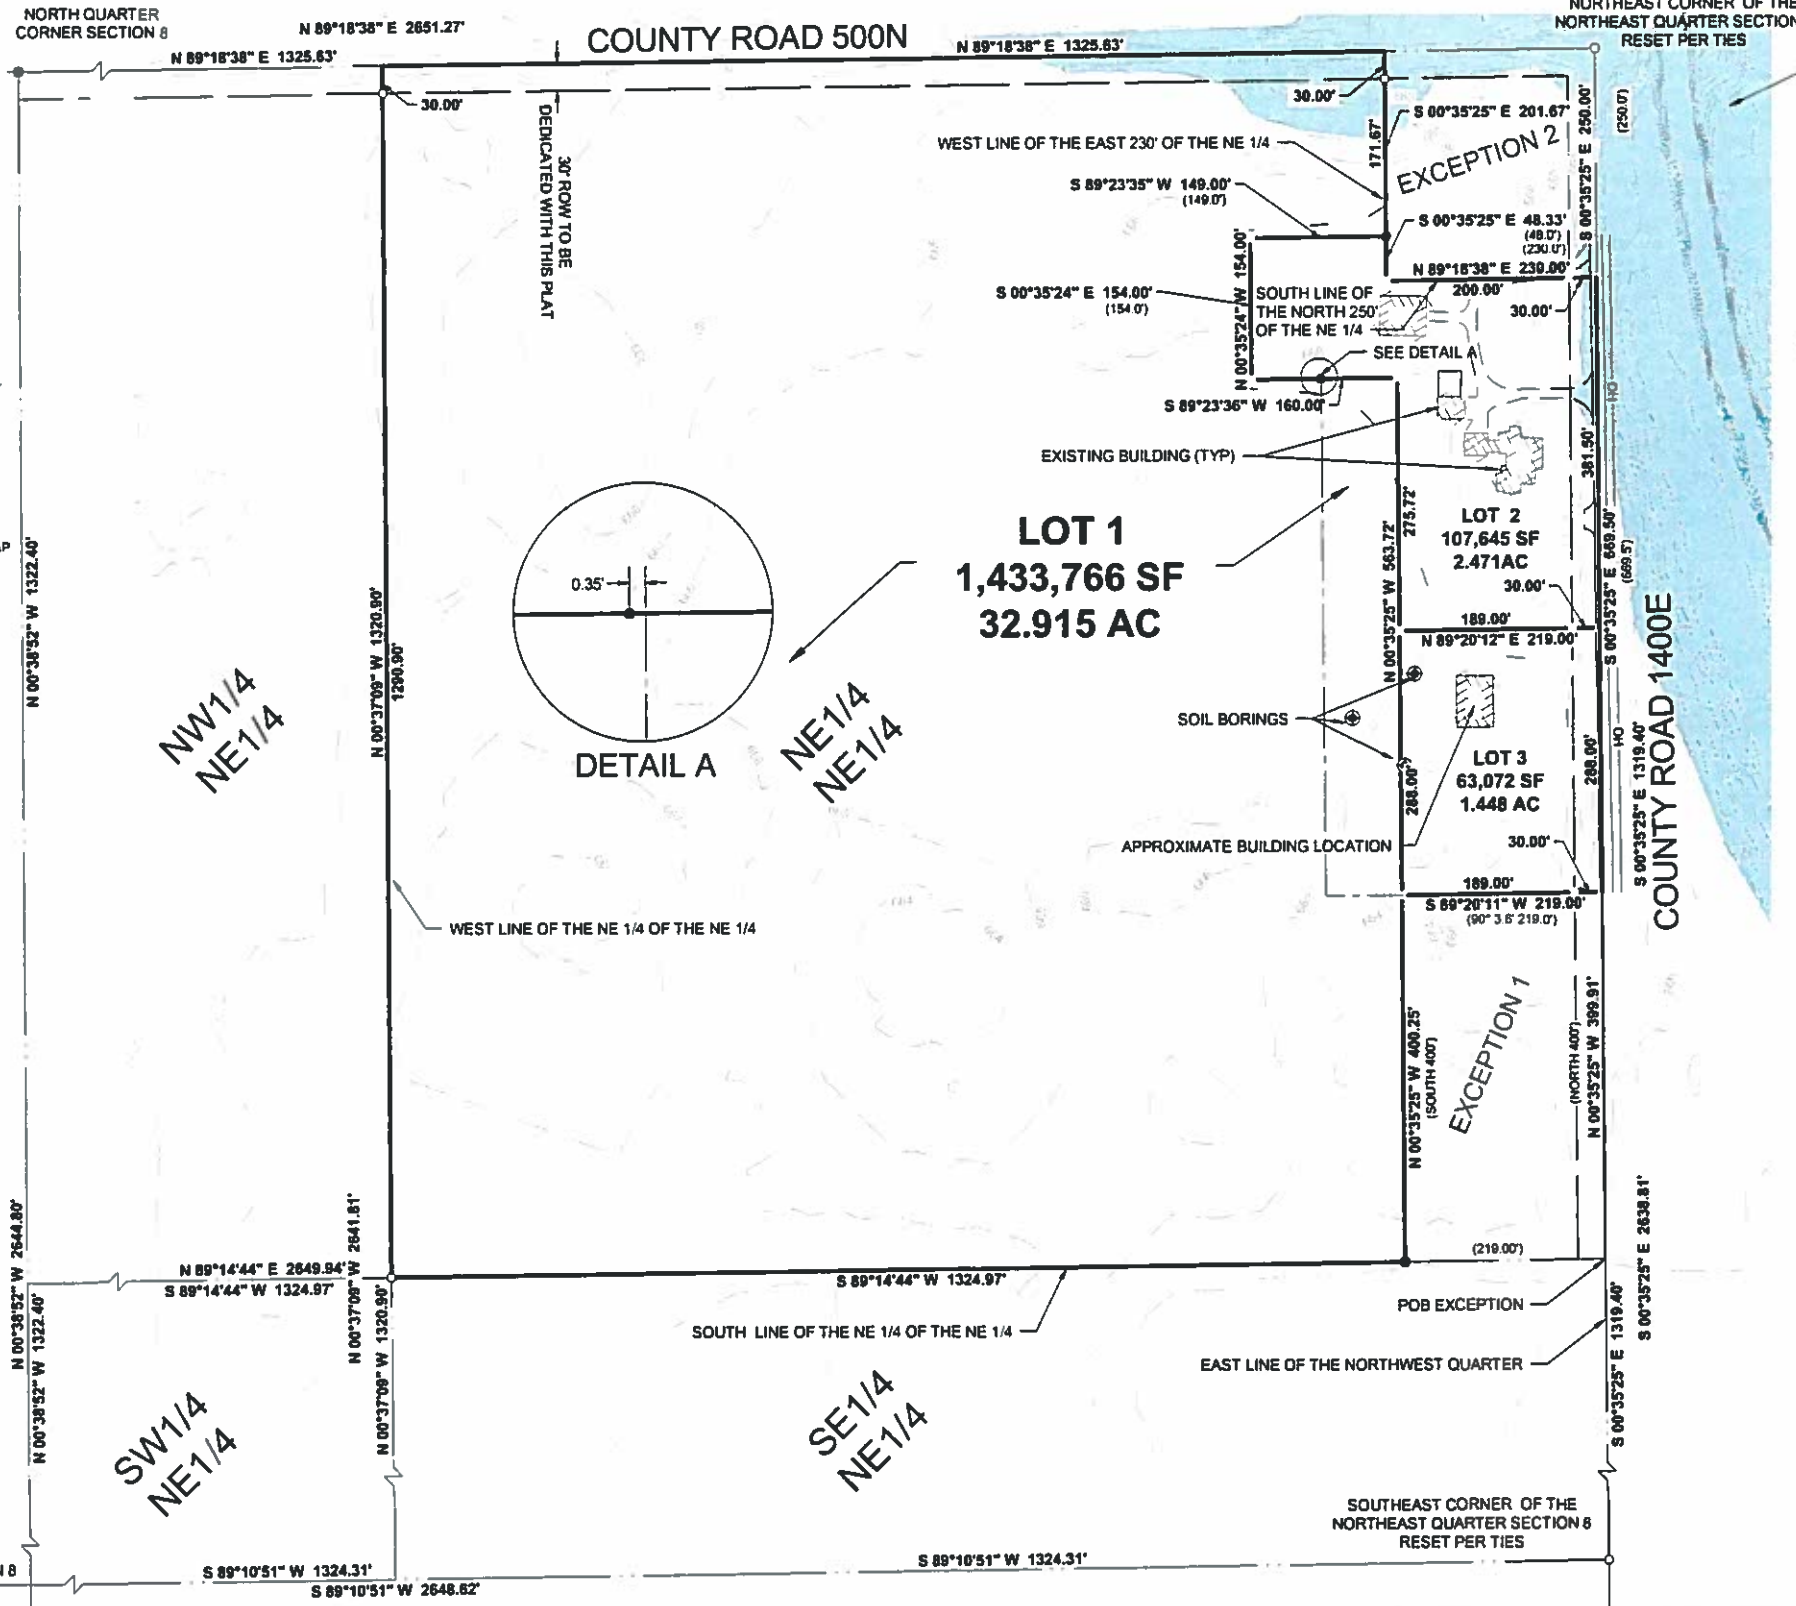 NORTH QUARTER
CORNER SECTION 8
N 89°18'38" E 2651.27'
N 89°18'38" E 1325.63'
COUNTY ROAD 500N
N 89°18'38" E 1325.63'
NORTHEAST CORNER OF THE
NORTHEAST QUARTER SECTION
RESET PER TIES
30.00'
30' ROW TO BE
DEDICATED WITH THIS PLAT
30.00'
S 00°35'25" E 201.67'
171.67'
EXCEPTION 2
S 00°35'25" E 250.00'
(250.0')
WEST LINE OF THE EAST 230' OF THE NE 1/4
S 89°23'35" W 149.00'
(149.0')
S 00°35'25" E 48.33'
(48.0')
(230.0')
N 89°18'38" E 230.00'
200.00'
30.00'
N 00°35'24" W 154.00'
S 00°35'24" E 154.00'
(154.0')
SOUTH LINE OF
THE NORTH 250'
OF THE NE 1/4
SEE DETAIL A
S 89°23'36" W 160.00'
EXISTING BUILDING (TYP)
381.50'
LOT 1
1,433,766 SF
32.915 AC
275.72'
N 00°35'25" W 563.72'
LOT 2
107,645 SF
2.471AC
30.00'
189.00'
N 89°20'12" E 219.00'
S 00°35'25" E 669.50'
(669.5')
HO
HO
S 00°35'25" E 1319.40'
COUNTY ROAD 1400E
P
N 00°38'52" W 1322.40'
N 00°37'09" W 1320.90'
1290.90'
0.35'
DETAIL A
NW1/4
NE1/4
NE1/4
NE1/4
SOIL BORINGS
LOT 3
63,072 SF
1.448 AC
288.00'
288.00'
APPROXIMATE BUILDING LOCATION
30.00'
189.00'
S 89°20'11" W 219.00'
(90° 3.6' 219.0')
WEST LINE OF THE NE 1/4 OF THE NE 1/4
N 00°35'25" W 400.25'
(SOUTH 400')
EXCEPTION 1
(NORTH 400')
N 00°35'25" W 399.91'
(219.00')
N 00°38'52" W 2644.80'
N 00°38'52" W 1322.40'
N 89°14'44" E 2649.94'
S 89°14'44" W 1324.97'
N 00°37'09" W 2641.81'
N 00°37'09" W 1320.90'
S 89°14'44" W 1324.97'
SOUTH LINE OF THE NE 1/4 OF THE NE 1/4
POB EXCEPTION
EAST LINE OF THE NORTHWEST QUARTER
S 00°35'25" E 1319.40'
S 00°35'25" E 2638.81'
SW1/4
NE1/4
SE1/4
NE1/4
SOUTHEAST CORNER OF THE
NORTHEAST QUARTER SECTION 8
RESET PER TIES
N 8
S 89°10'51" W 1324.31'
S 89°10'51" W 2648.62'
S 89°10'51" W 1324.31'